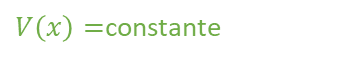 V(x) =constante